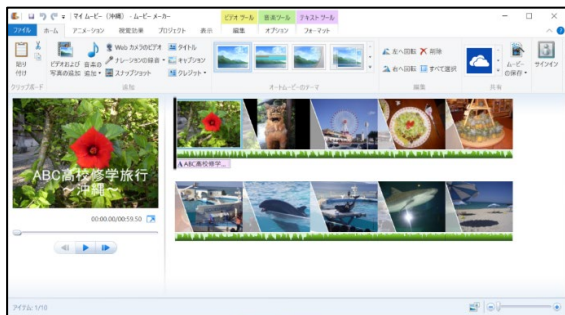 マイ ムービー (沖縄) - ムービー メーカー
ビデオ ツール 音楽ツール テキスト ツール
ファイル ホーム アニメーション 視覚効果 プロジェクト 表示 編集 オプション フォーマット
貼り付け
クリップボード
ビデオおよび写真の追加
音楽の追加
Web カメラのビデオ
ナレーションの録音
スナップショット
タイトル
キャプション
クレジット
追加
オートムービーのテーマ
左へ回転 削除
右へ回転 すべて選択
編集
ムービーの保存
共有
サインイン
ABC高校修学旅行
~沖縄~
00:00.00/00:59.50
A ABC高校修学...
アイテム: 1/10